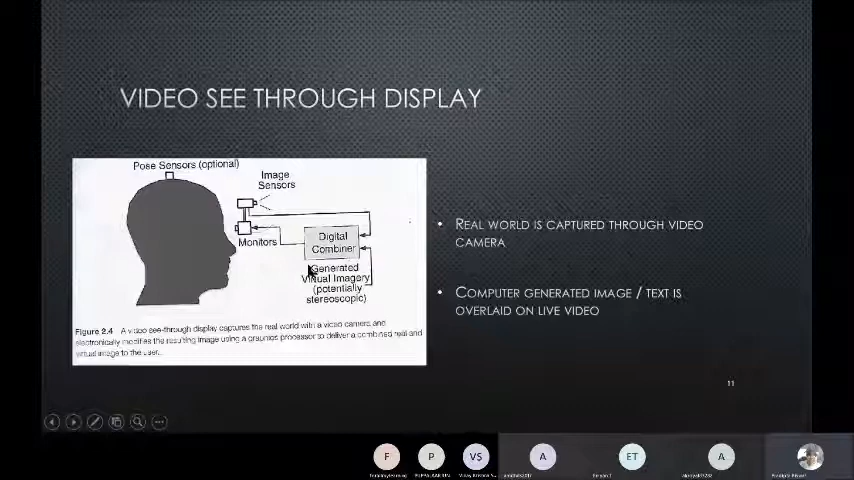 VIDEO SEE THROUGH DISPLAY
Pose Sensors (optional)
Image
Sensors
Monitors
Digital
Combiner
Generated
Virtual Imagery
(potentially
stereoscopic)
Figure 2.4 A video see-through display captures the real world with a video camera and
electronically modifies the resulting image using a graphics processor to deliver a combined real and
virtual image to the user.
• REAL WORLD IS CAPTURED THROUGH VIDEO
CAMERA
• COMPUTER GENERATED IMAGE / TEXT IS
OVERLAID ON LIVE VIDEO
11
F
P
VS
A
ET
A